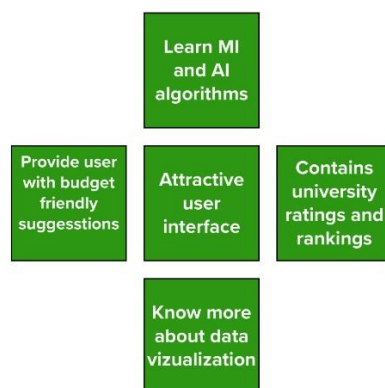 Learn MI
and AI
algorithms
Provide user
with budget
friendly
suggesstions
Attractive
user
interface
Contains
university
ratings and
rankings
Know more
about data
vizualization